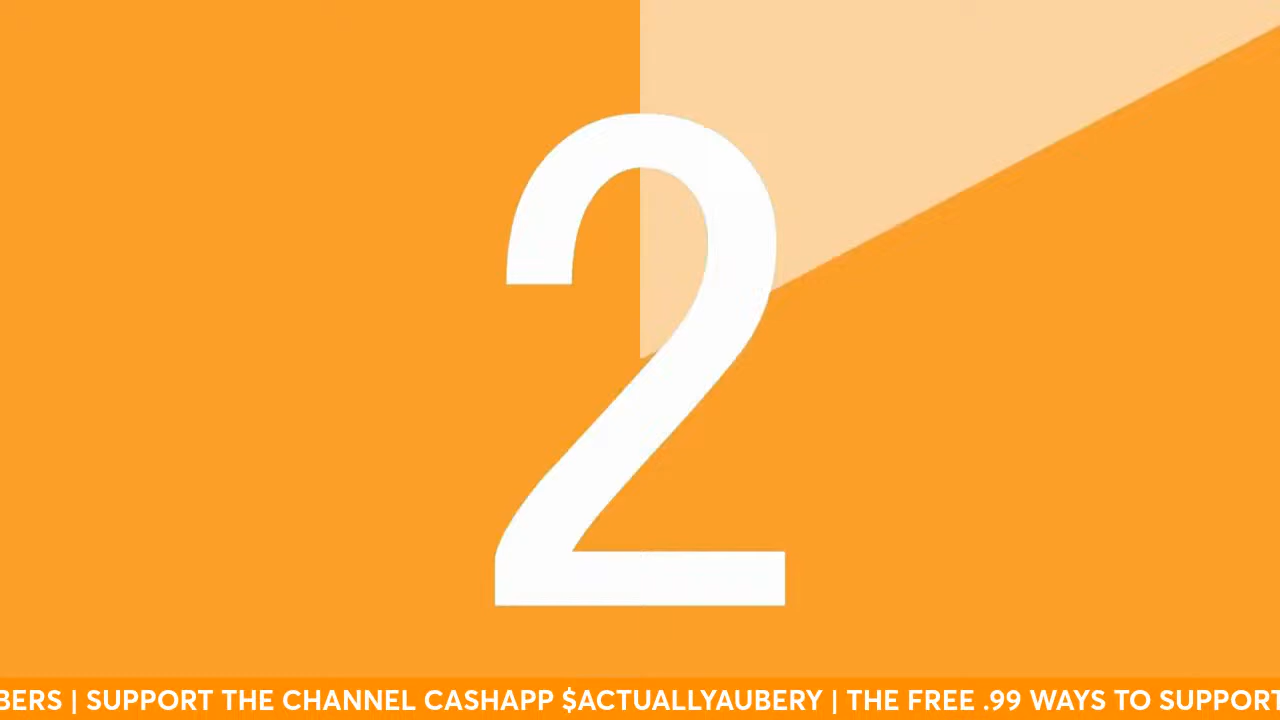 2
BERS | SUPPORT THE CHANNEL CASHAPP $ACTUALLYAUBERY | THE FREE .99 WAYS TO SUPPORT